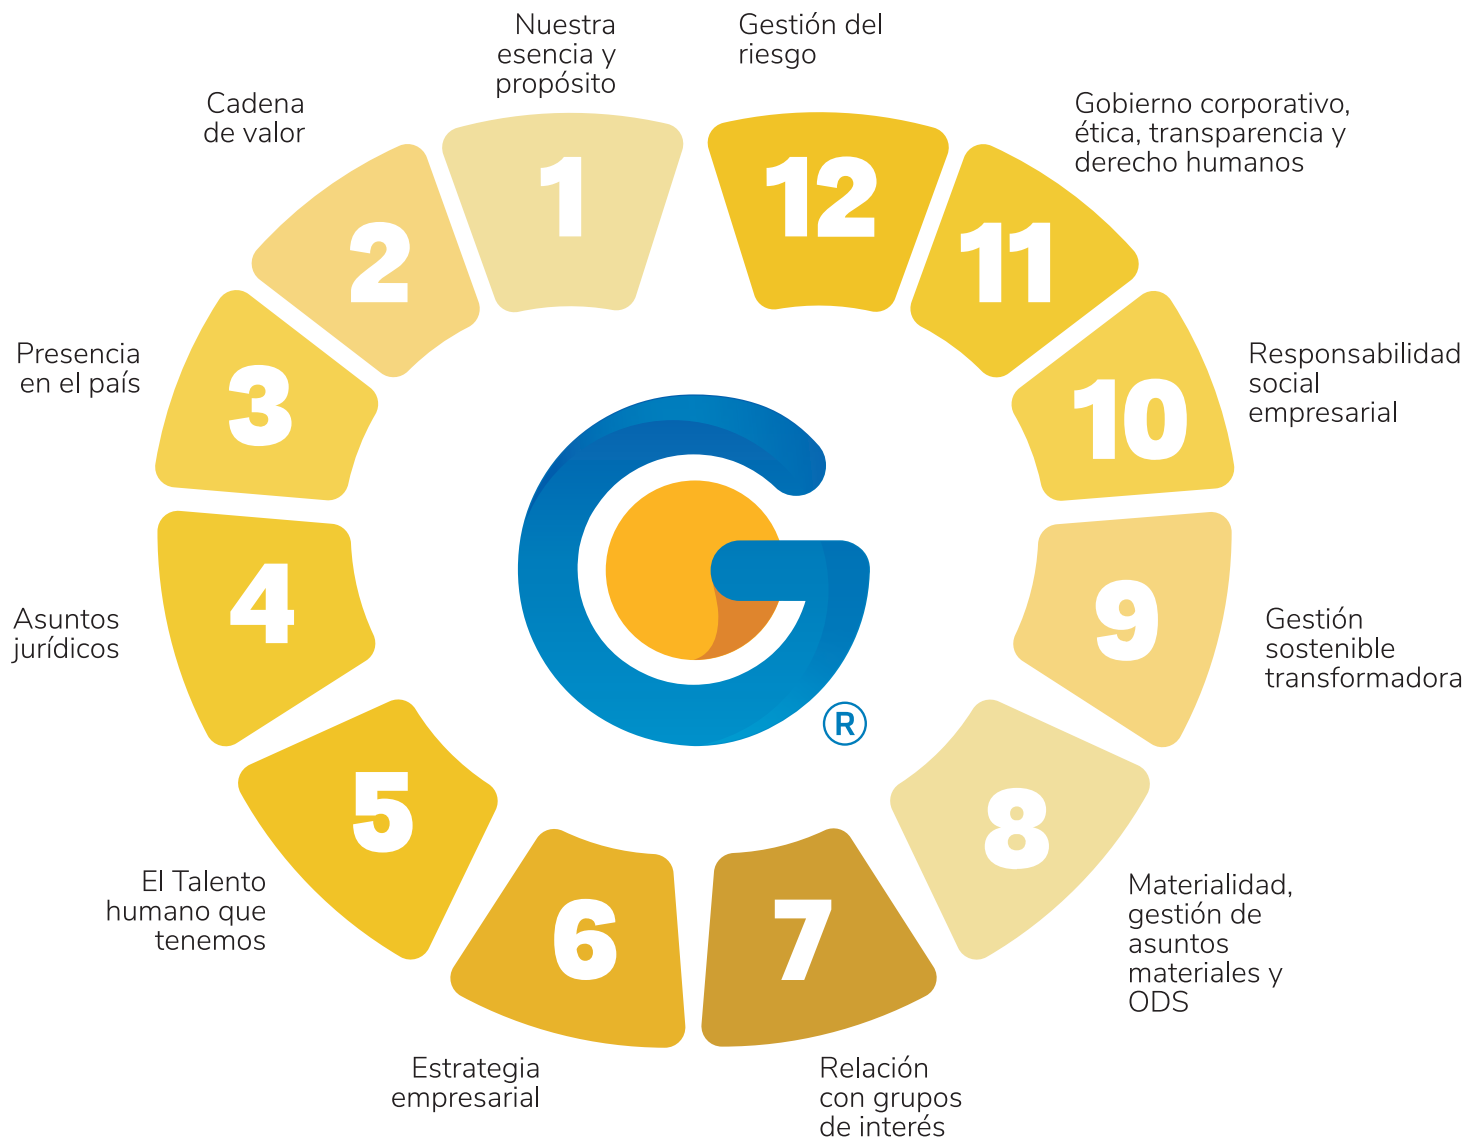 Nuestra
esencia y
propósito
1
Cadena
de valor
2
Presencia
en el país
3
Asuntos
jurídicos
4
El Talento
humano que
tenemos
5
Estrategia
empresarial
6
Relación
con grupos
de interés
7
Materialidad,
gestión de
asuntos
materiales y
ODS
8
Gestión
sostenible
transformadora
9
Responsabilidad
social
empresarial
10
Gobierno corporativo,
ética, transparencia y
derecho humanos
11
Gestión del
riesgo
12
G
®